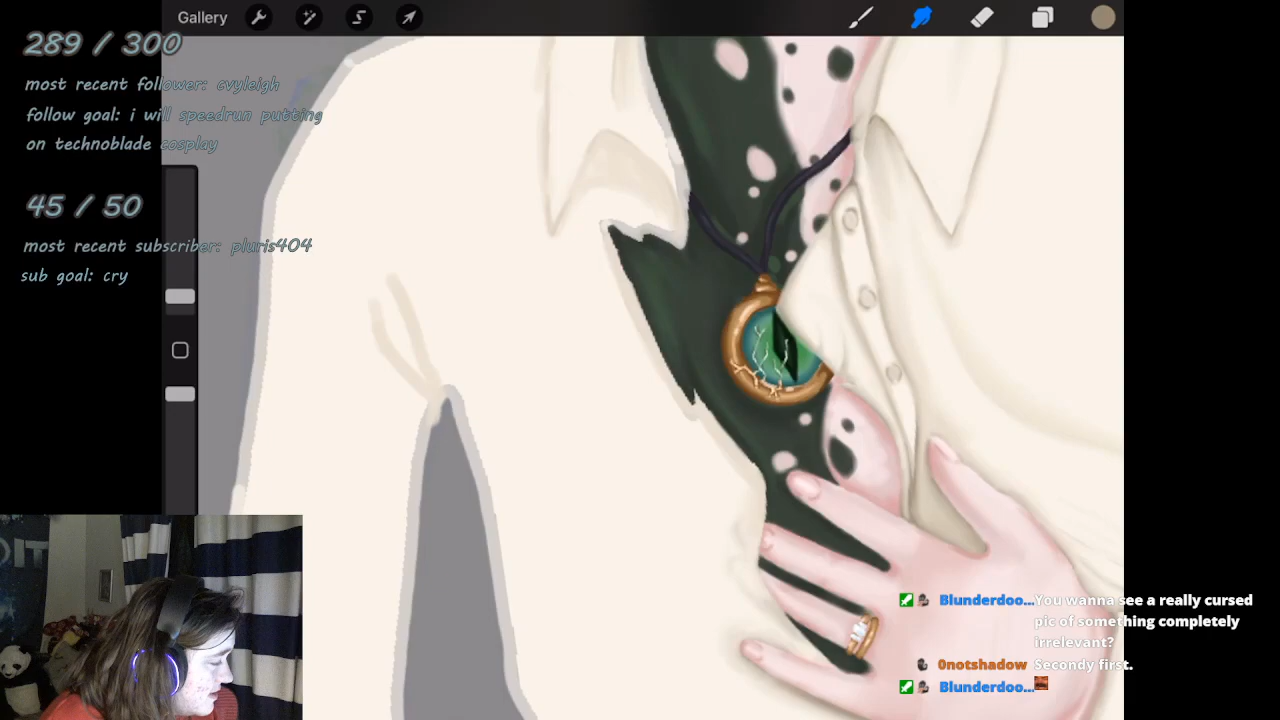 Gallery
289 / 300
most recent follower: cvyleigh
follow goal: i will speedrun putting
on technoblade cosplay
45 / 50
most recent subscriber: pluris404
sub goal: cry
Blunderdoo... You wanna see a really cursed
pic of something completely
irrelevant?
0notshadow Secondy first.
Blunderdoo...